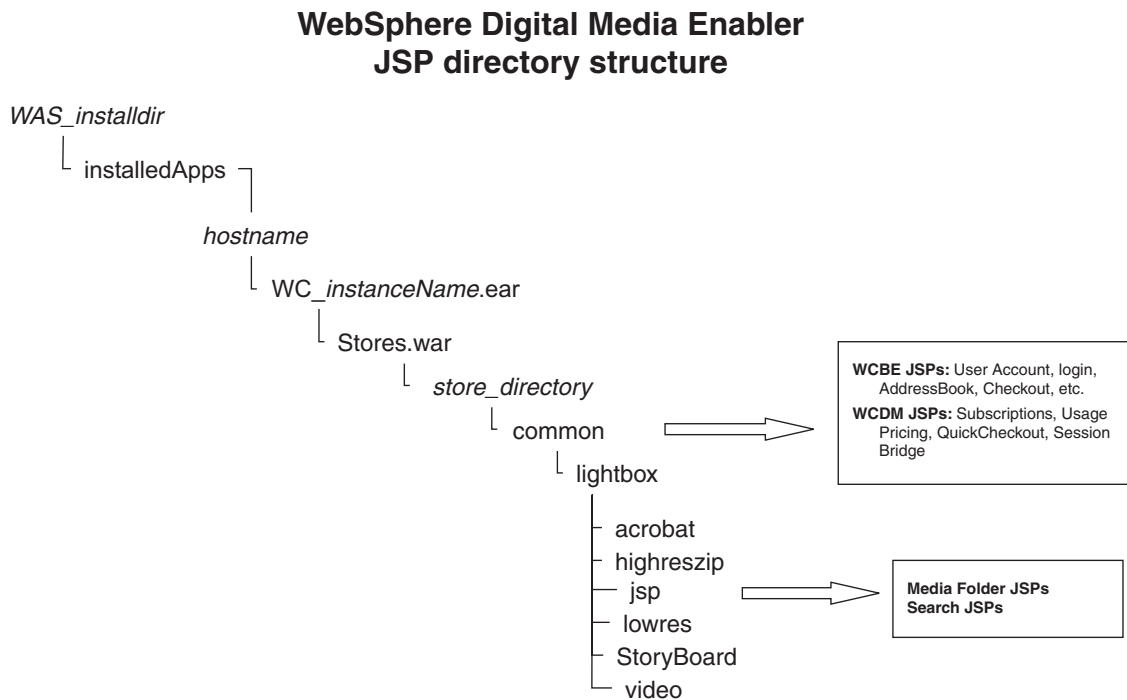 WebSphere Digital Media Enabler
JSP directory structure
WAS_installdir
installedApps
hostname
WC_instanceName.ear
Stores.war
store_directory
common
lightbox
acrobat
highreszip
jsp
lowres
StoryBoard
video
WCBE JSPs: User Account, login,
AddressBook, Checkout, etc.
WCDM JSPs: Subscriptions, Usage
Pricing, QuickCheckout, Session
Bridge
Media Folder JSPs
Search JSPs